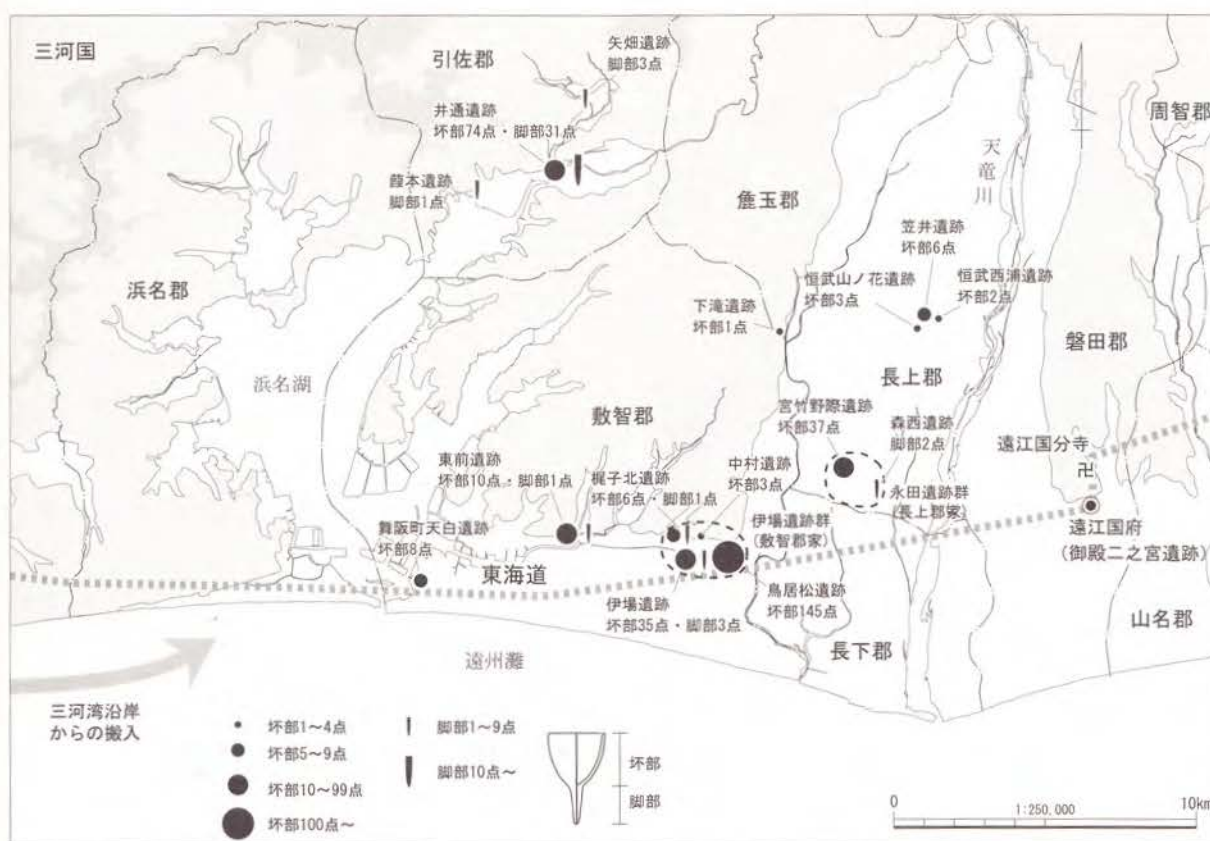 三河国
引佐郡
矢畑遺跡
脚部3点
井通遺跡
坏部74点・脚部31点
周智郡
天竜川
葭本遺跡
脚部1点
麁玉郡
笠井遺跡
坏部6点
恒武山ノ花遺跡
坏部3点
恒武西浦遺跡
坏部2点
浜名郡
下滝遺跡
坏部1点
磐田郡
浜名湖
長上郡
敷智郡
宮竹野際遺跡
坏部37点
森西遺跡
脚部2点
遠江国分寺
卍
東前遺跡
坏部10点・脚部1点
梶子北遺跡
坏部6点・脚部1点
中村遺跡
坏部3点
永田遺跡群
(長上郡家)
舞阪町天白遺跡
坏部8点
伊場遺跡群
(敷智郡家)
遠江国府
(御殿二之宮遺跡)
東海道
鳥居松遺跡
坏部145点
伊場遺跡
坏部35点・脚部3点
山名郡
長下郡
遠州灘
三河湾沿岸
からの搬入
坏部1～4点
坏部5～9点
坏部10～99点
坏部100点～
脚部1～9点
脚部10点～
坏部
脚部
0
1:250,000
10km